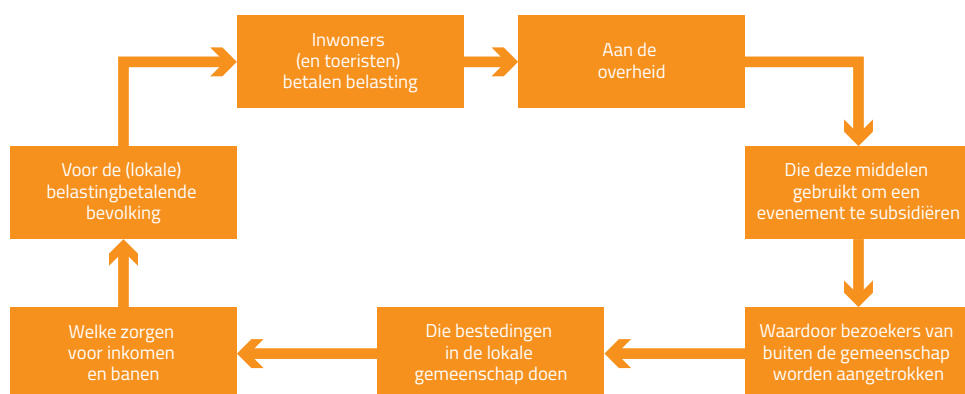 Inwoners
(en toeristen)
betalen belasting
Aan de
overheid
Die deze middelen
gebruikt om een
evenement te subsidiëren
Waardoor bezoekers van
buiten de gemeenschap
worden aangetrokken
Die bestedingen
in de lokale
gemeenschap doen
Welke zorgen
voor inkomen
en banen
Voor de (lokale)
belastingbetalende
bevolking